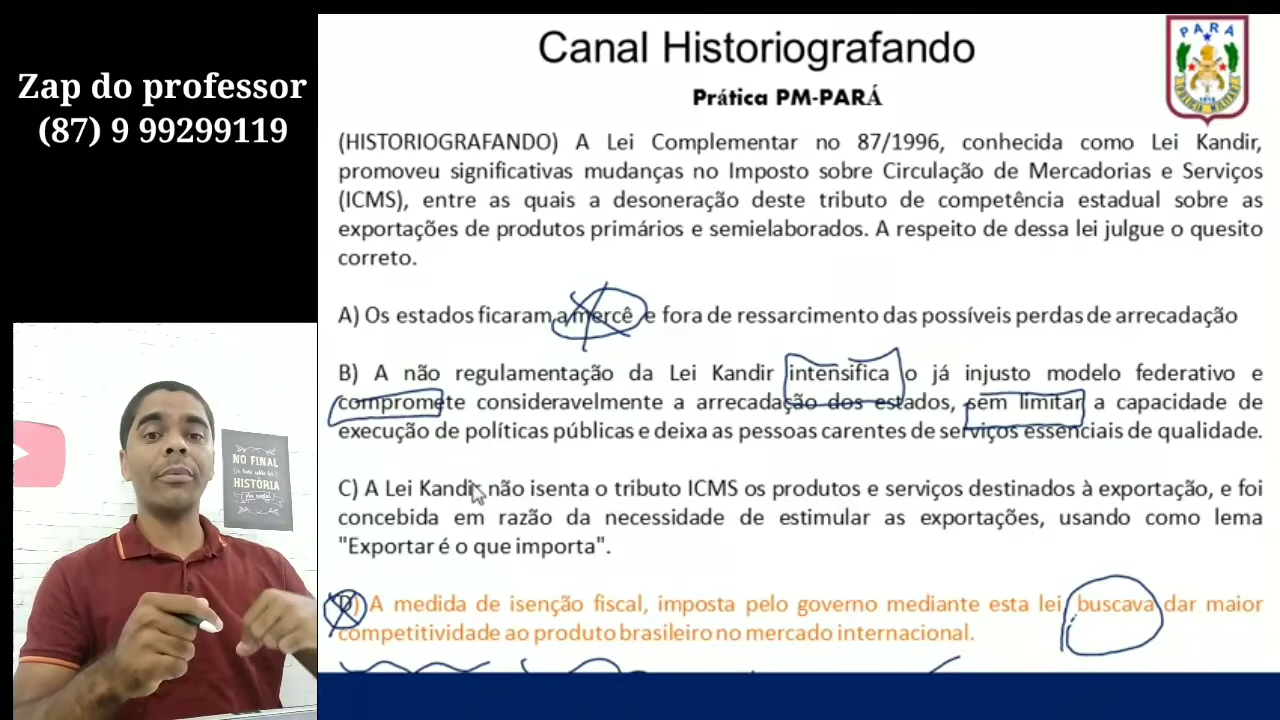 Zap do professor
(87) 9 99299119
NO FINAL
HISTÓRIA
Canal Historiografando
Prática PM-PARÁ
PARÁ
(HISTORIOGRAFANDO) A Lei Complementar no 87/1996, conhecida como Lei Kandir,
promoveu significativas mudanças no Imposto sobre Circulação de Mercadorias e Serviços
(ICMS), entre as quais a desoneração deste tributo de competência estadual sobre as
exportações de produtos primários e semielaborados. A respeito de dessa lei julgue o quesito
correto.
A) Os estados ficaram a mercê e fora de ressarcimento das possíveis perdas de arrecadação
B) A não regulamentação da Lei Kandir intensifica o já injusto modelo federativo e
compromete consideravelmente a arrecadação dos estados, sem limitar a capacidade de
execução de políticas públicas e deixa as pessoas carentes de serviços essenciais de qualidade.
C) A Lei Kandir não isenta o tributo ICMS os produtos e serviços destinados à exportação, e foi
concebida em razão da necessidade de estimular as exportações, usando como lema
"Exportar é o que importa".
D) A medida de isenção fiscal, imposta pelo governo mediante esta lei buscava dar maior
competitividade ao produto brasileiro no mercado internacional.